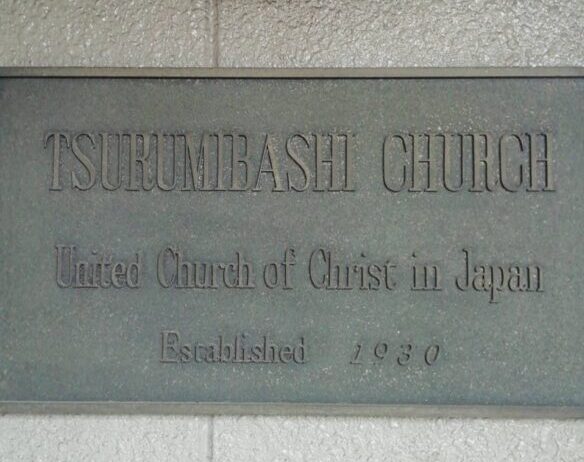 TSURUMIBASHI CHURCH
United Church of Christ in Japan
Established 1930